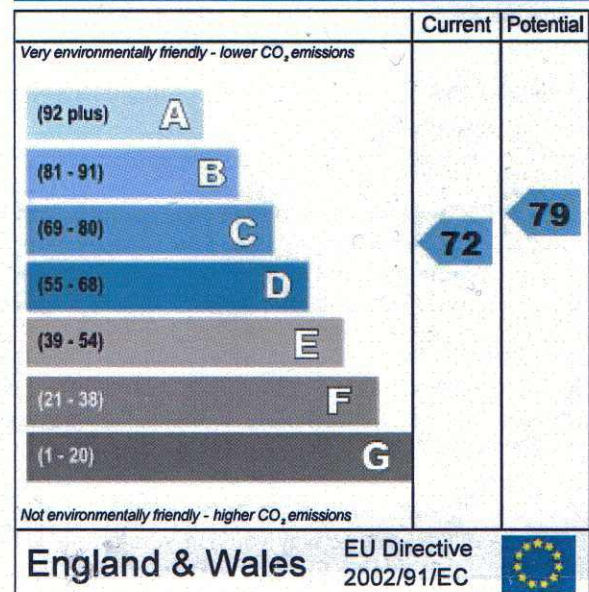 Current Potential
Very environmentally friendly - lower CO₂ emissions
(92 plus) A
(81 - 91) B
(69 - 80) C
(55 - 68) D
(39 - 54) E
(21 - 38) F
(1 - 20) G
72
79
Not environmentally friendly - higher CO₂ emissions
England & Wales
EU Directive
2002/91/EC